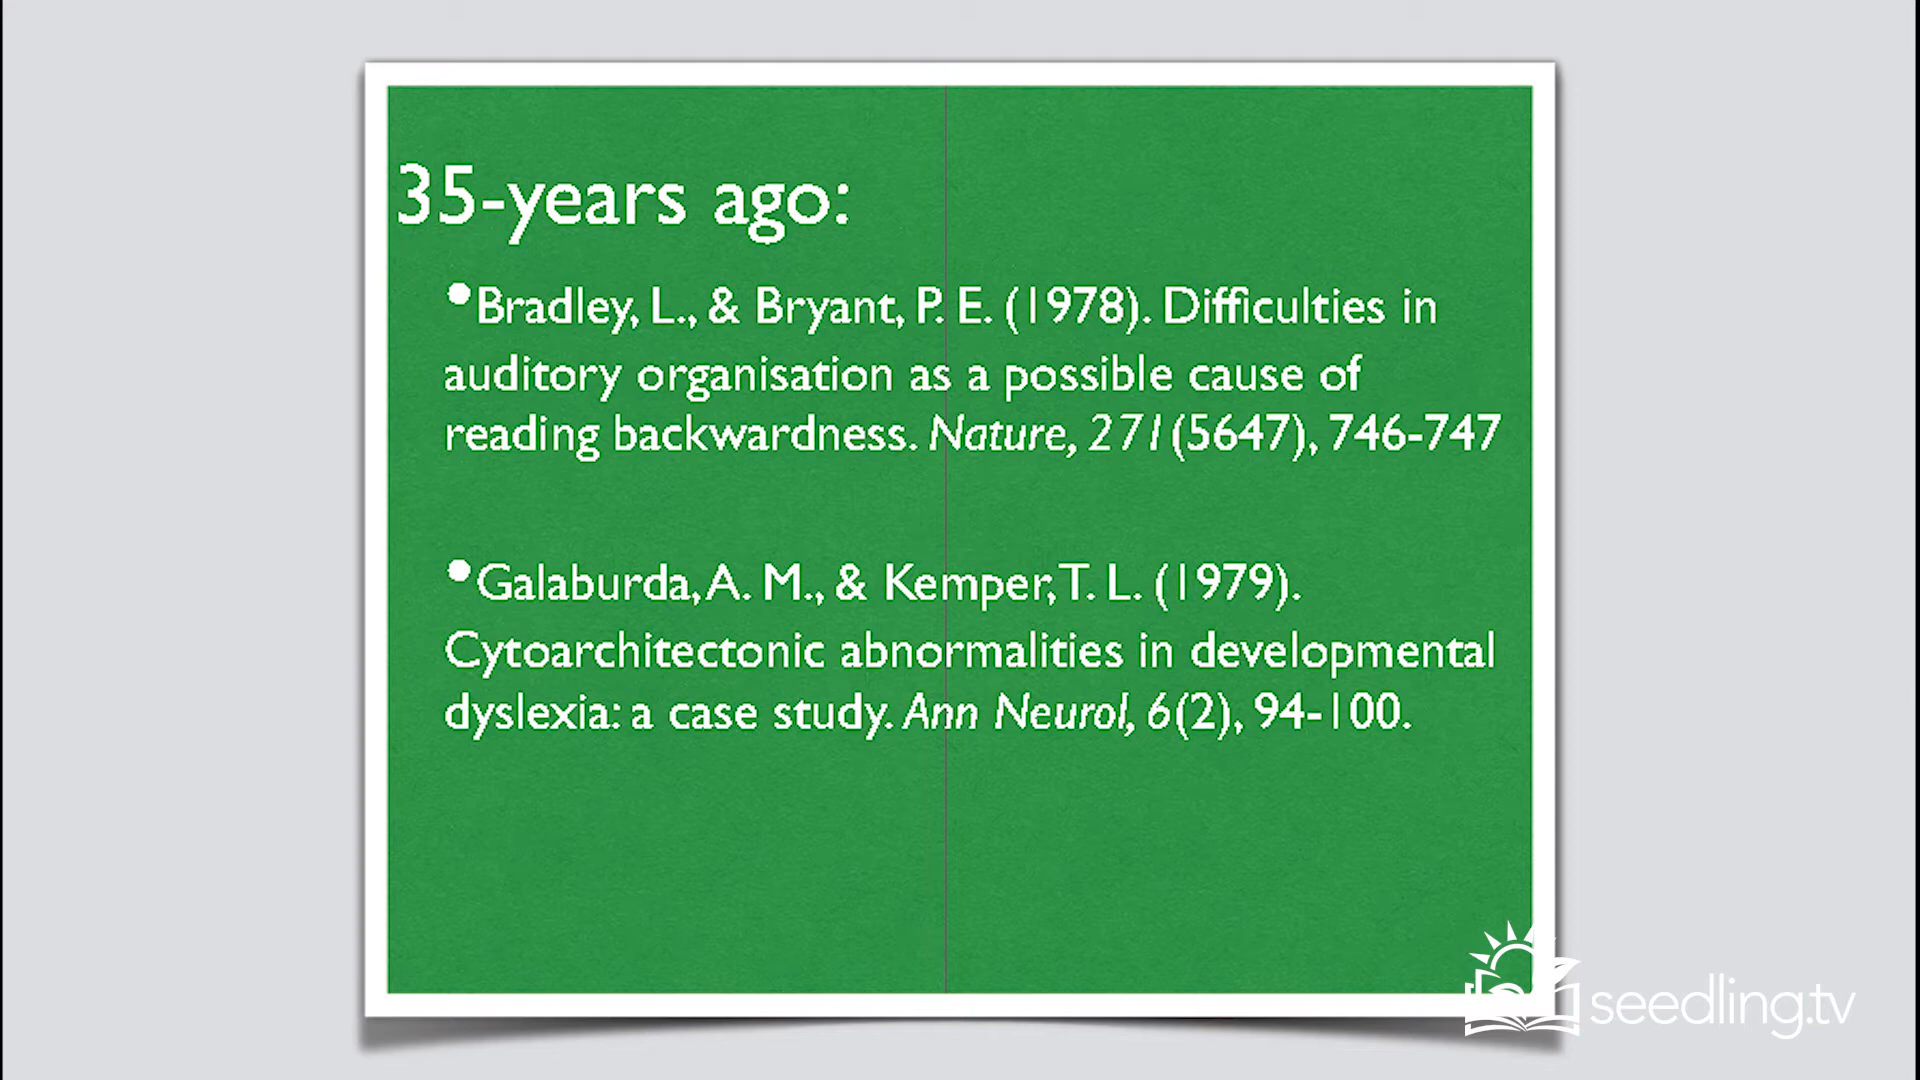 35-years ago:
•Bradley, L., & Bryant, P. E. (1978). Difficulties in
auditory organisation as a possible cause of
reading backwardness. Nature, 271(5647), 746-747
•Galaburda, A. M., & Kemper, T. L. (1979).
Cytoarchitectonic abnormalities in developmental
dyslexia: a case study. Ann Neurol, 6(2), 94-100.
seedling.tv